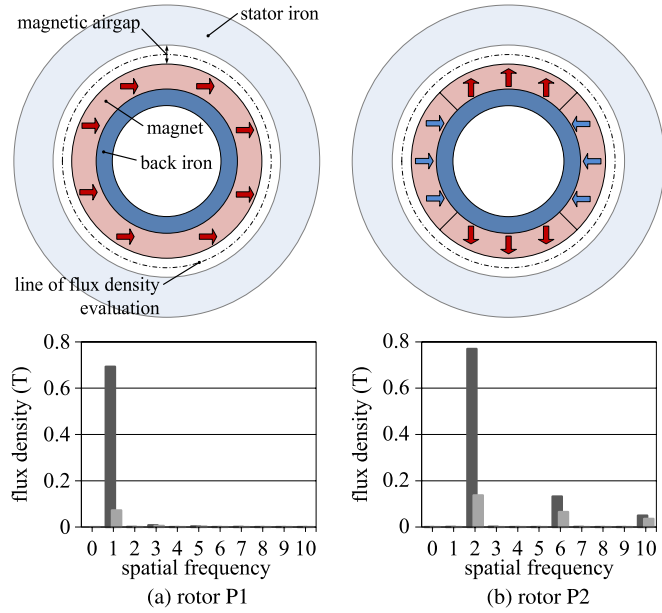 stator iron
magnetic airgap
magnet
back iron
line of flux density
evaluation
flux density (T)
0.8
0.6
0.4
0.2
0
0 1 2 3 4 5 6 7 8 9 10
spatial frequency
(a) rotor P1
flux density (T)
0.8
0.6
0.4
0.2
0
0 1 2 3 4 5 6 7 8 9 10
spatial frequency
(b) rotor P2